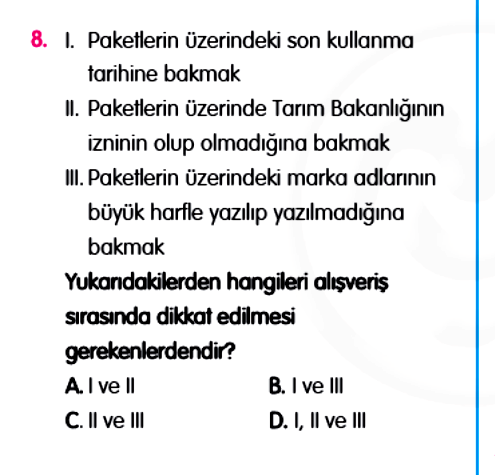 8. I. Paketlerin üzerindeki son kullanma
tarihine bakmak
II. Paketlerin üzerinde Tarım Bakanlığının
izninin olup olmadığına bakmak
III. Paketlerin üzerindeki marka adlarının
büyük harfle yazılıp yazılmadığına
bakmak
Yukarıdakilerden hangileri alışveriş
sırasında dikkat edilmesi
gerekenlerdendir?
A. I ve II B. I ve III
C. II ve III D. I, II ve III